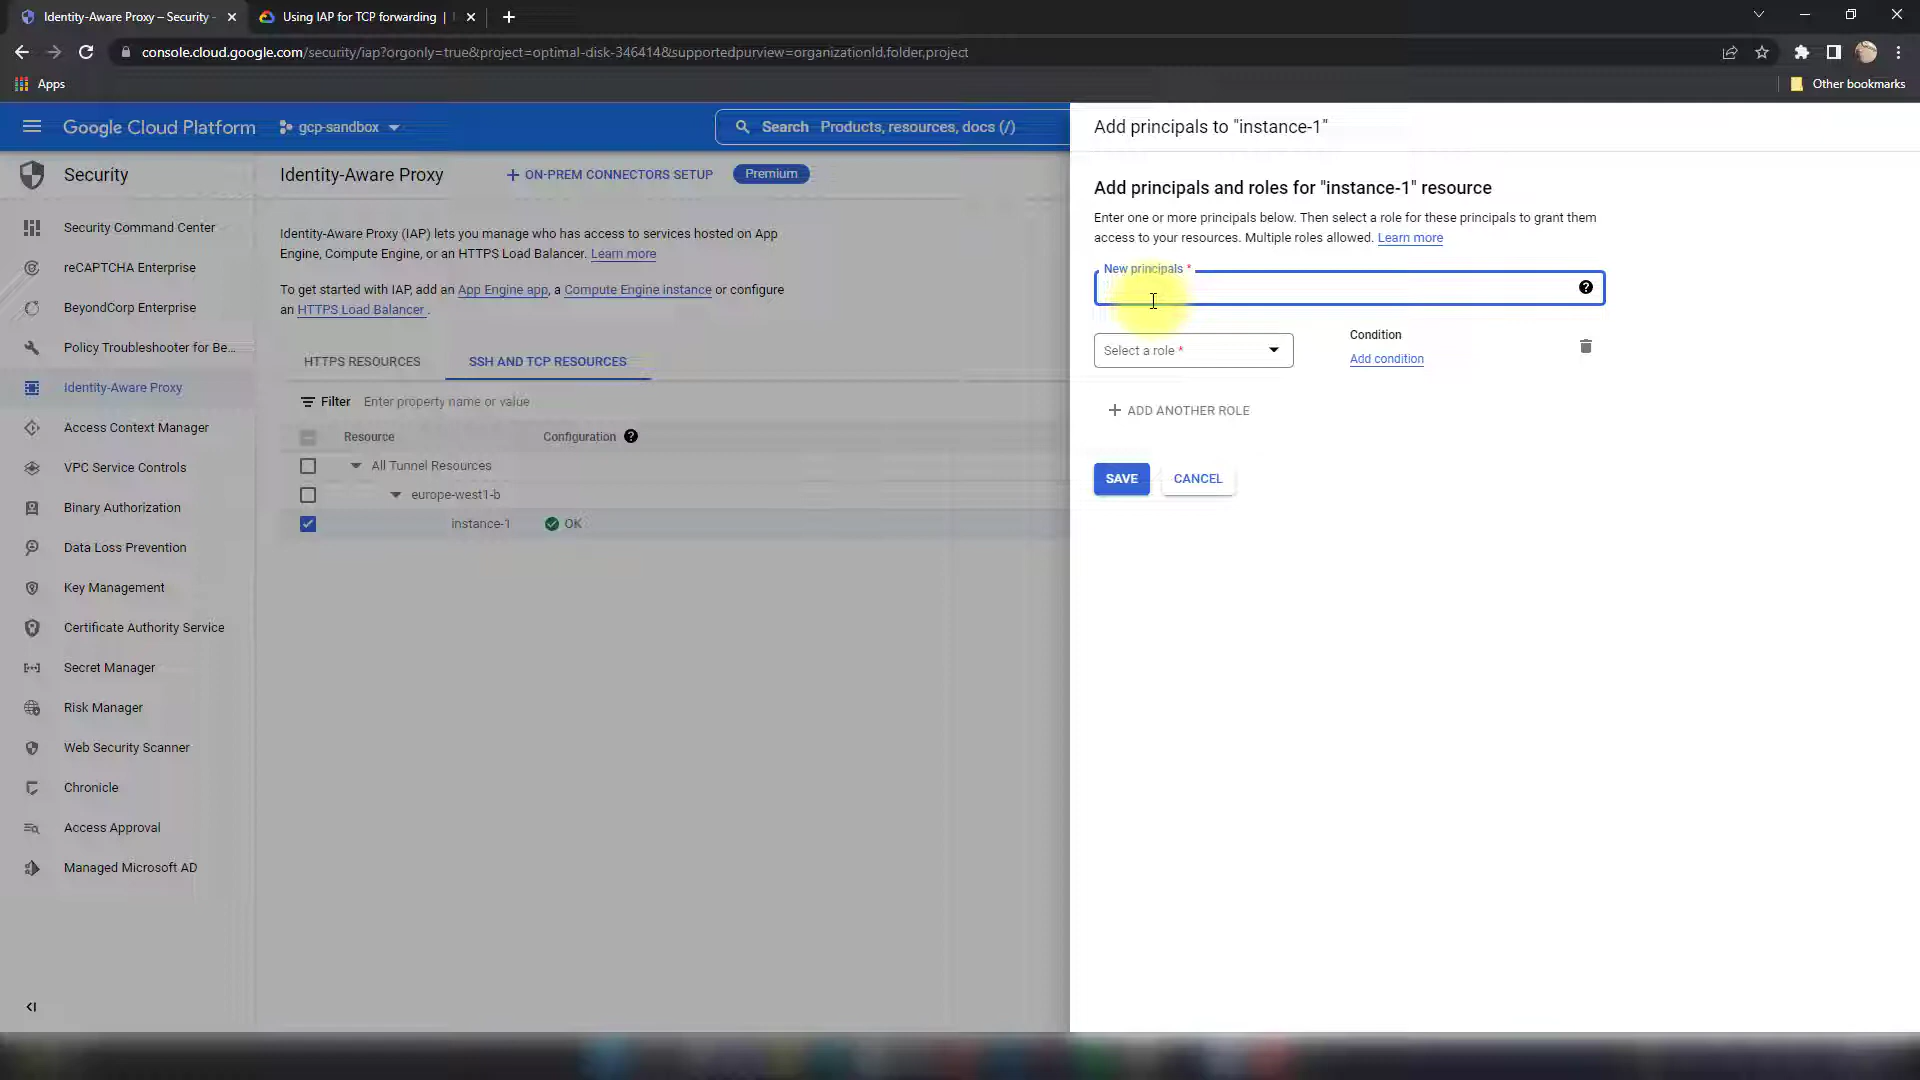 Identity-Aware Proxy – Security -
Using IAP for TCP forwarding |
console.cloud.google.com/security/iap?orgonly=true&project=optimal-disk-346414&supportedpurview=organizationId,folder,project
Apps
Other bookmarks
Google Cloud Platform
gcp-sandbox
Search Products, resources, docs (/)
Add principals to "instance-1"
Security
Identity-Aware Proxy
ON-PREM CONNECTORS SETUP
Premium
Security Command Center
reCAPTCHA Enterprise
BeyondCorp Enterprise
Policy Troubleshooter for Be...
Identity-Aware Proxy
Access Context Manager
VPC Service Controls
Binary Authorization
Data Loss Prevention
Key Management
Certificate Authority Service
Secret Manager
Risk Manager
Web Security Scanner
Chronicle
Access Approval
Managed Microsoft AD
Identity-Aware Proxy (IAP) lets you manage who has access to services hosted on App
Engine, Compute Engine, or an HTTPS Load Balancer. Learn more
To get started with IAP, add an App Engine app, a Compute Engine instance or configure
an HTTPS Load Balancer .
HTTPS RESOURCES
SSH AND TCP RESOURCES
Filter Enter property name or value
Resource Configuration
All Tunnel Resources
europe-west1-b
instance-1 OK
Add principals and roles for "instance-1" resource
Enter one or more principals below. Then select a role for these principals to grant them
access to your resources. Multiple roles allowed. Learn more
New principals *
Select a role *
Condition
Add condition
ADD ANOTHER ROLE
SAVE
CANCEL